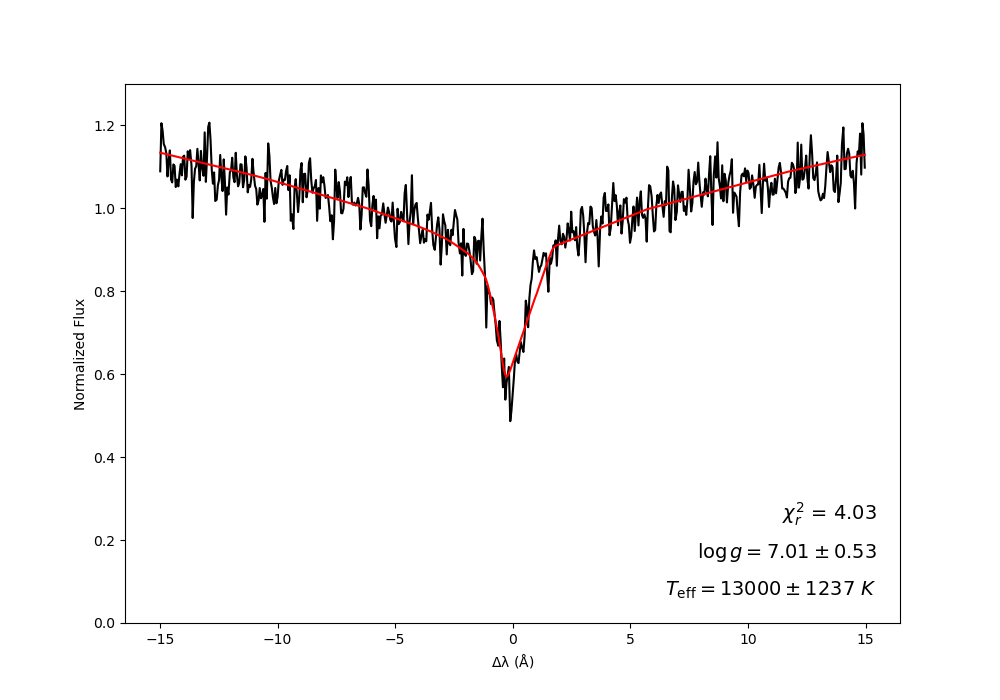 1.2
1.0
0.8
0.6
0.4
0.2
0.0
Normalized Flux
χ²ᵣ = 4.03
log g = 7.01 ± 0.53
T_eff = 13000 ± 1237 K
−15 −10 −5 0 5 10 15
Δλ (Å)